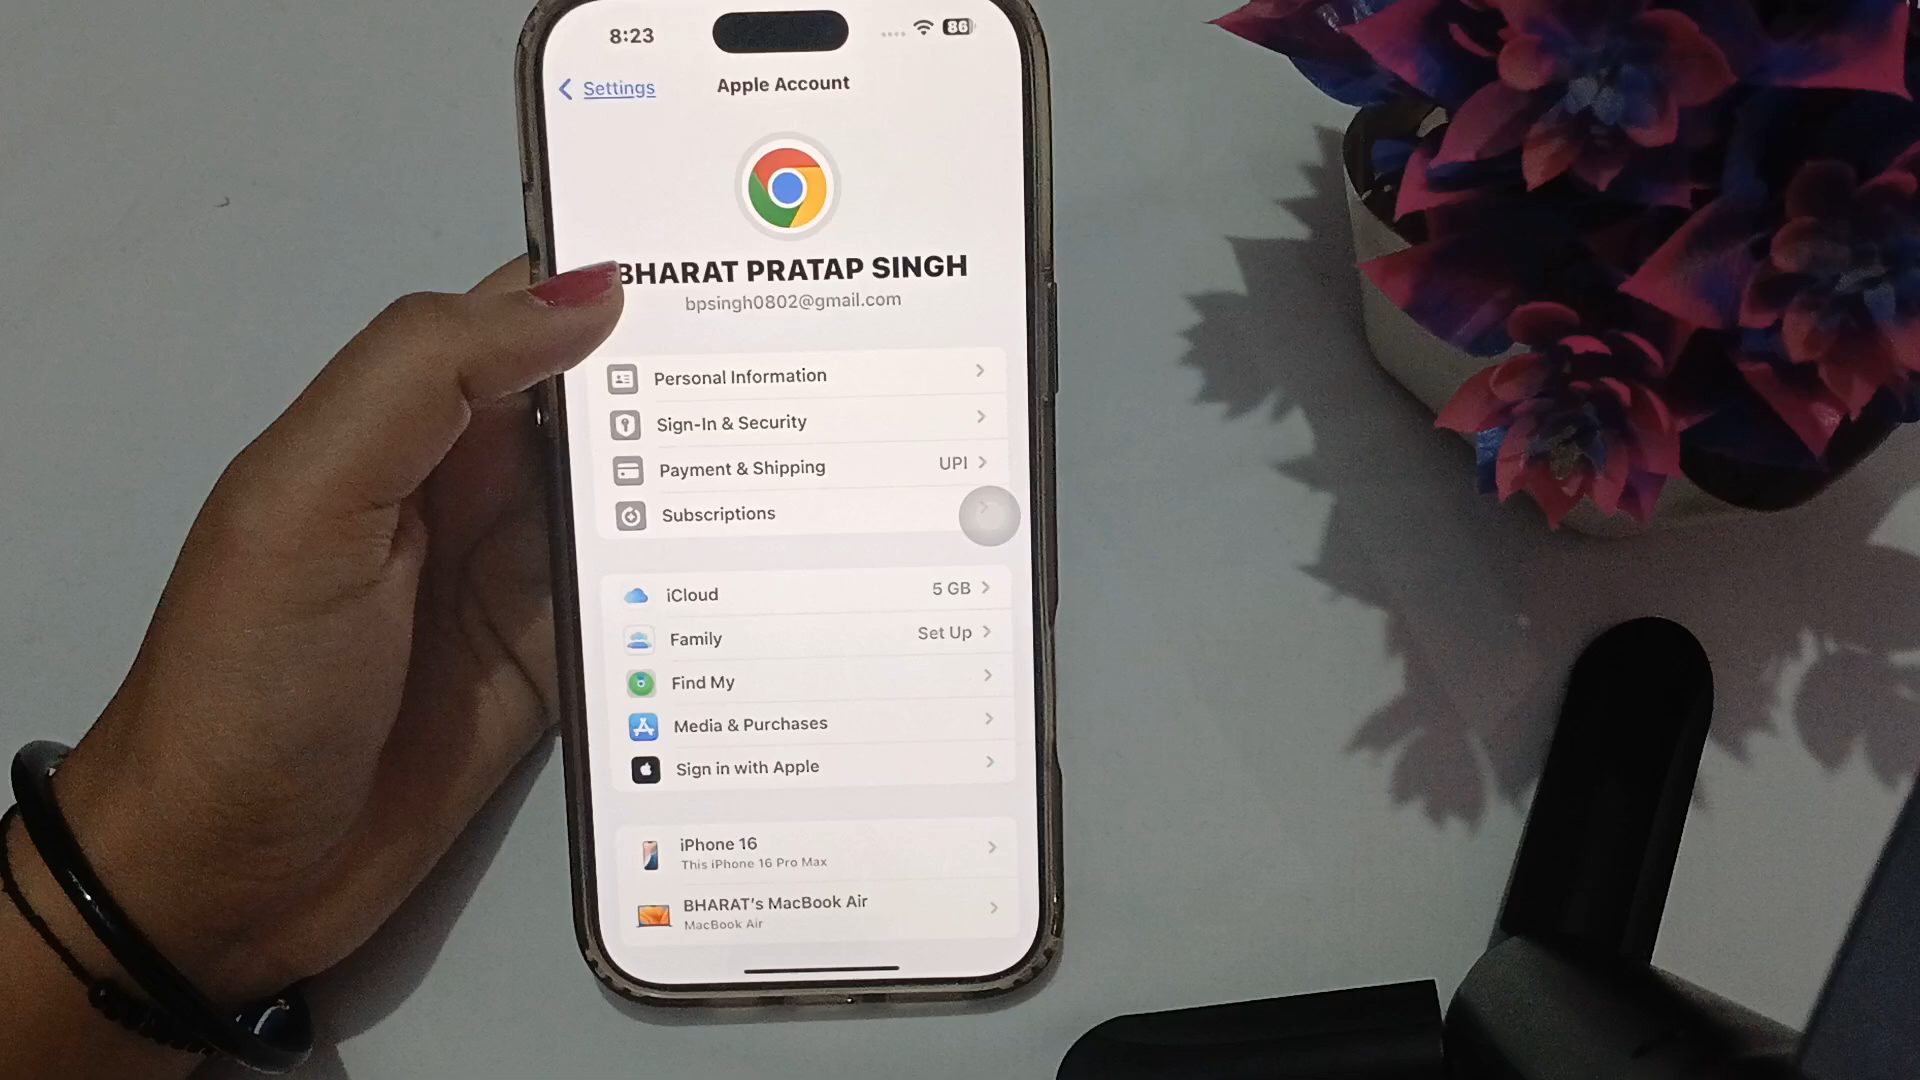 8:23
86
Settings
Apple Account
BHARAT PRATAP SINGH
bpsingh0802@gmail.com
Personal Information
Sign-In & Security
Payment & Shipping UPI
Subscriptions
iCloud 5 GB
Family Set Up
Find My
Media & Purchases
Sign in with Apple
iPhone 16
This iPhone 16 Pro Max
BHARAT's MacBook Air
MacBook Air